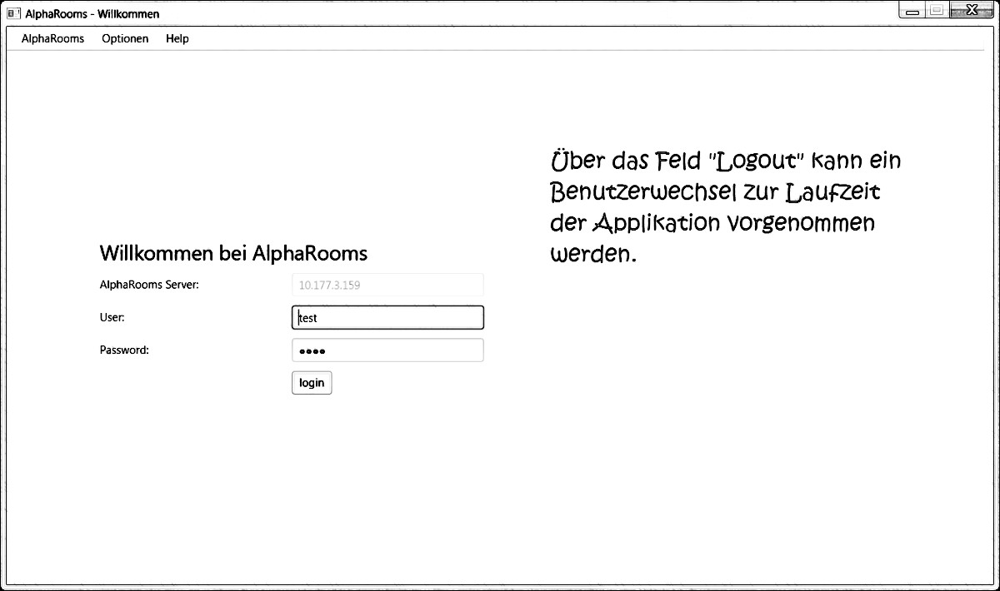 AlphaRooms - Willkommen
AlphaRooms Optionen Help
Über das Feld "Logout" kann ein
Benutzerwechsel zur Laufzeit
der Applikation vorgenommen
werden.
Willkommen bei AlphaRooms
AlphaRooms Server: 10.177.3.159
User: test
Password: ••••
login